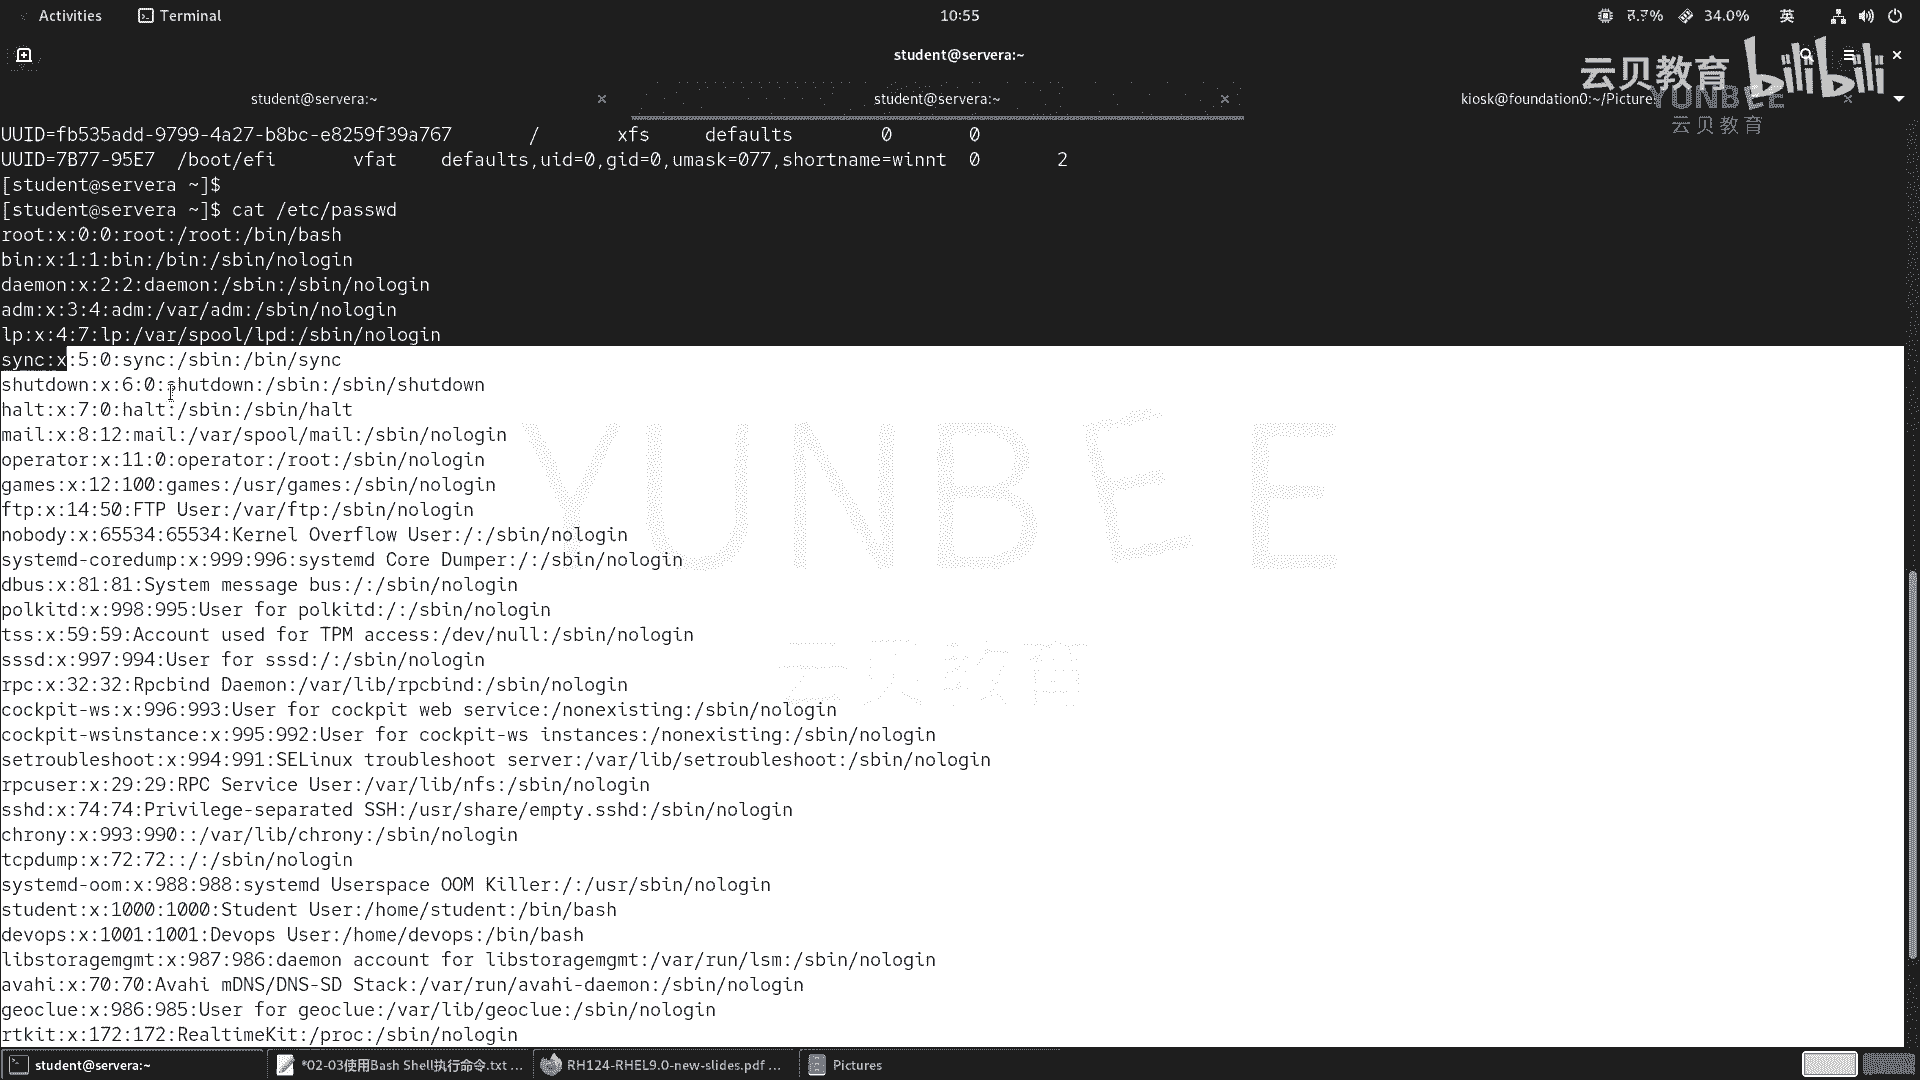 Activities Terminal 10:55 34.0% 英
student@servera:~
云贝教育 bilibili
student@servera:~ student@servera:~ kiosk@foundation0:~/Picture
YUNBEE
云贝教育
UUID=fb535add-9799-4a27-b8bc-e8259f39a767 / xfs defaults 0 0
UUID=7B77-95E7 /boot/efi vfat defaults,uid=0,gid=0,umask=077,shortname=winnt 0 2
[student@servera ~]$
[student@servera ~]$ cat /etc/passwd
root:x:0:0:root:/root:/bin/bash
bin:x:1:1:bin:/bin:/sbin/nologin
daemon:x:2:2:daemon:/sbin:/sbin/nologin
adm:x:3:4:adm:/var/adm:/sbin/nologin
lp:x:4:7:lp:/var/spool/lpd:/sbin/nologin
sync:x:5:0:sync:/sbin:/bin/sync
shutdown:x:6:0:shutdown:/sbin:/sbin/shutdown
halt:x:7:0:halt:/sbin:/sbin/halt
mail:x:8:12:mail:/var/spool/mail:/sbin/nologin
operator:x:11:0:operator:/root:/sbin/nologin
games:x:12:100:games:/usr/games:/sbin/nologin
ftp:x:14:50:FTP User:/var/ftp:/sbin/nologin
nobody:x:65534:65534:Kernel Overflow User:/:/sbin/nologin
systemd-coredump:x:999:996:systemd Core Dumper:/:/sbin/nologin
dbus:x:81:81:System message bus:/:/sbin/nologin
polkitd:x:998:995:User for polkitd:/:/sbin/nologin
tss:x:59:59:Account used for TPM access:/dev/null:/sbin/nologin
sssd:x:997:994:User for sssd:/:/sbin/nologin
rpc:x:32:32:Rpcbind Daemon:/var/lib/rpcbind:/sbin/nologin
cockpit-ws:x:996:993:User for cockpit web service:/nonexisting:/sbin/nologin
cockpit-wsinstance:x:995:992:User for cockpit-ws instances:/nonexisting:/sbin/nologin
setroubleshoot:x:994:991:SELinux troubleshoot server:/var/lib/setroubleshoot:/sbin/nologin
rpcuser:x:29:29:RPC Service User:/var/lib/nfs:/sbin/nologin
sshd:x:74:74:Privilege-separated SSH:/usr/share/empty.sshd:/sbin/nologin
chrony:x:993:990::/var/lib/chrony:/sbin/nologin
tcpdump:x:72:72::/:/sbin/nologin
systemd-oom:x:988:988:systemd Userspace OOM Killer:/:/usr/sbin/nologin
student:x:1000:1000:Student User:/home/student:/bin/bash
devops:x:1001:1001:Devops User:/home/devops:/bin/bash
libstoragemgmt:x:987:986:daemon account for libstoragemgmt:/var/run/lsm:/sbin/nologin
avahi:x:70:70:Avahi mDNS/DNS-SD Stack:/var/run/avahi-daemon:/sbin/nologin
geoclue:x:986:985:User for geoclue:/var/lib/geoclue:/sbin/nologin
rtkit:x:172:172:RealtimeKit:/proc:/sbin/nologin
YUNBEE
云贝教育
student@servera:~ *02-03使用Bash Shell执行命令.txt ... RH124-RHEL9.0-new-slides.pdf ... Pictures